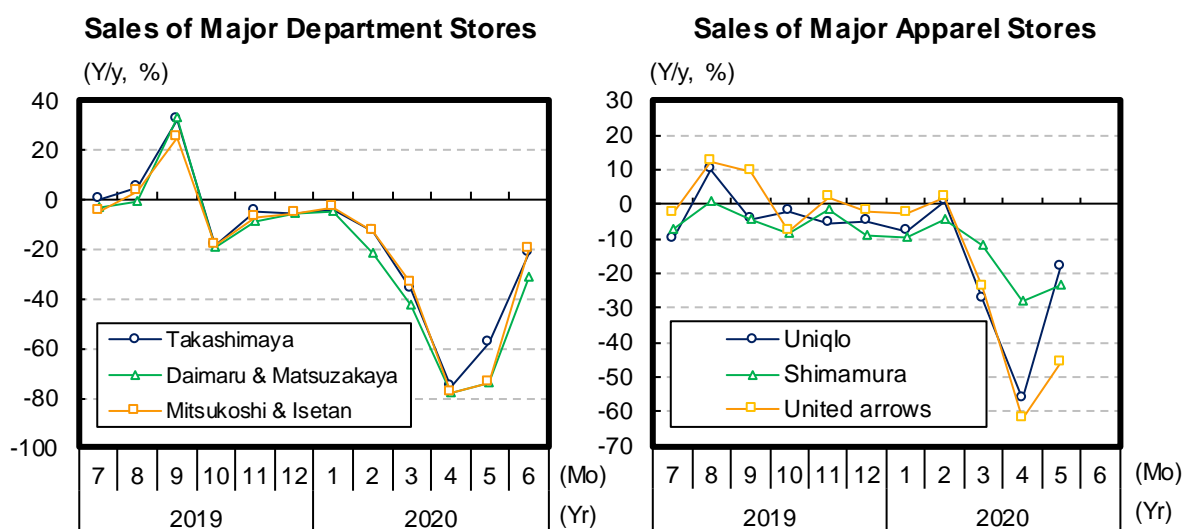 Sales of Major Department Stores
(Y/y, %)
40
20
0
-20
-40
-60
-80
-100
Takashimaya
Daimaru & Matsuzakaya
Mitsukoshi & Isetan
7 8 9 10 11 12 1 2 3 4 5 6 (Mo)
2019 2020 (Yr)
Sales of Major Apparel Stores
(Y/y, %)
30
20
10
0
-10
-20
-30
-40
-50
-60
-70
Uniqlo
Shimamura
United arrows
7 8 9 10 11 12 1 2 3 4 5 6 (Mo)
2019 2020 (Yr)